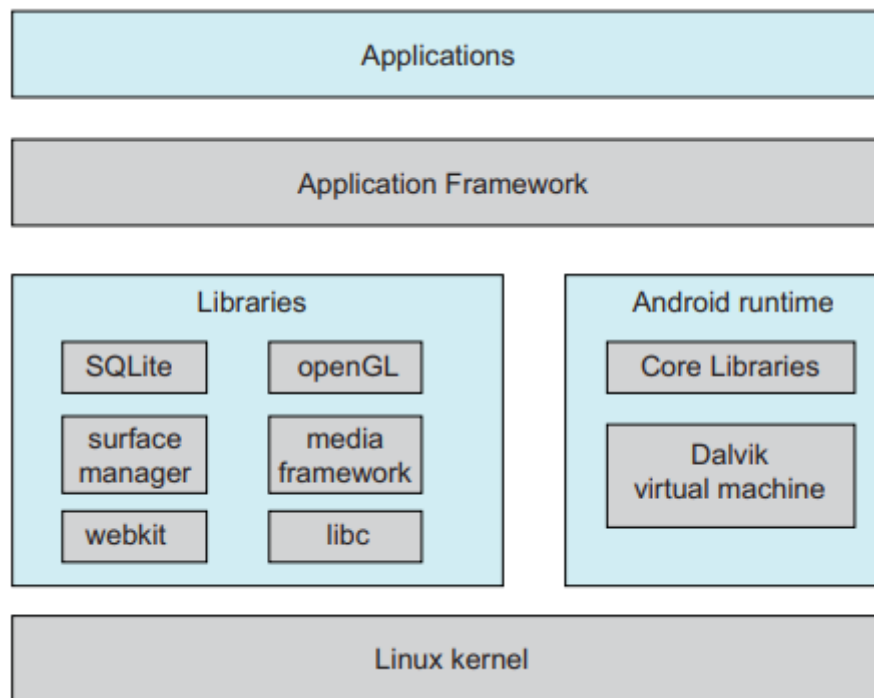 Applications
Application Framework
Libraries
SQLite
openGL
surface
manager
media
framework
webkit
libc
Android runtime
Core Libraries
Dalvik
virtual machine
Linux kernel